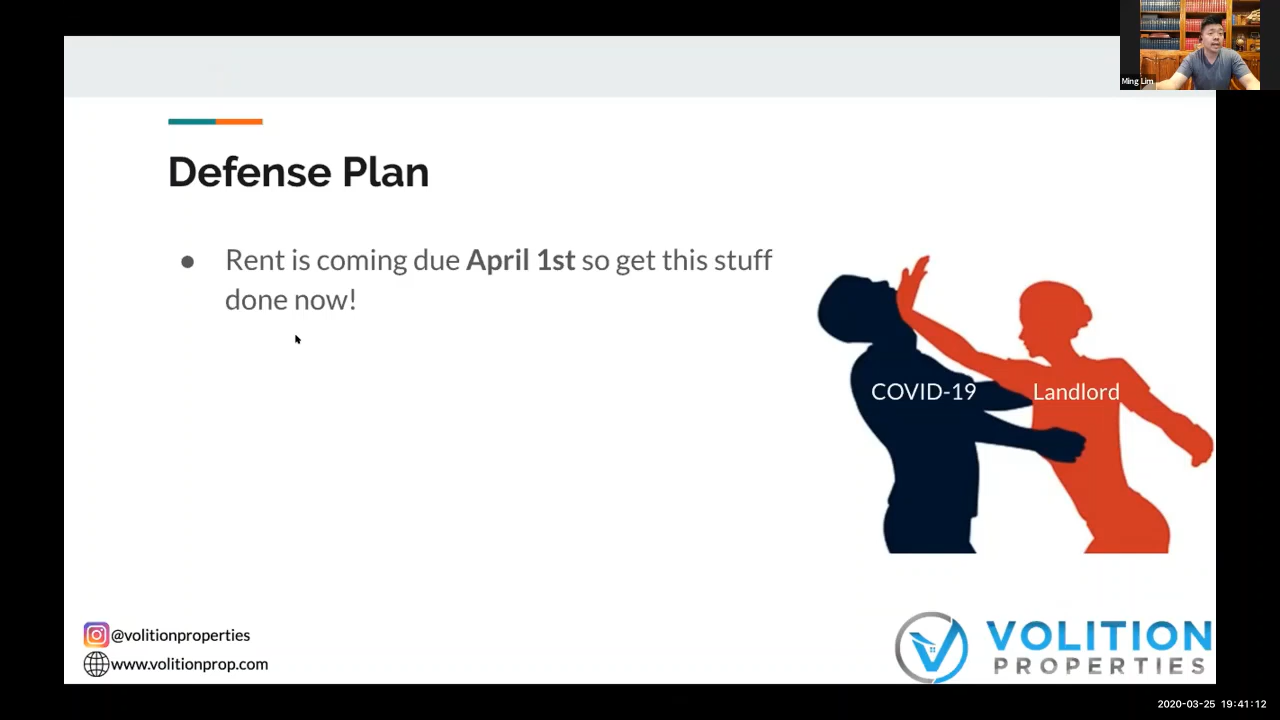 Ming Lim
Defense Plan
● Rent is coming due April 1st so get this stuff
done now!
COVID-19
Landlord
@volitionproperties
www.volitionprop.com
VOLITION
PROPERTIES
2020-03-25 19:41:12